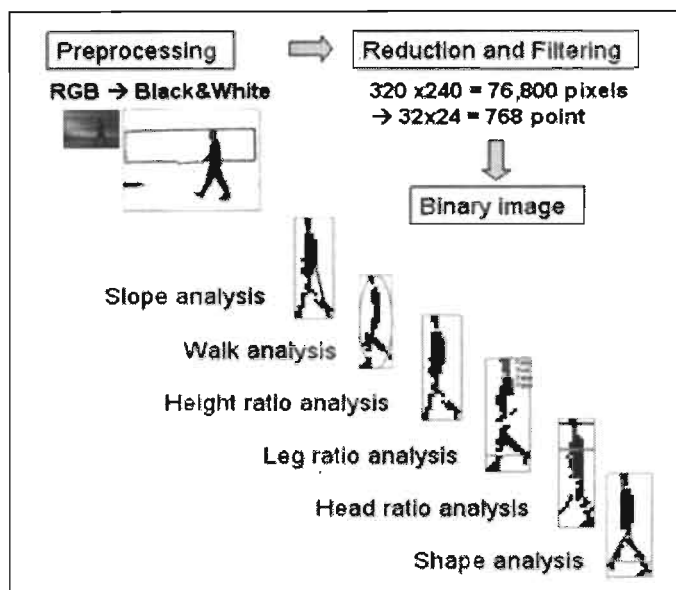 Preprocessing
Reduction and Filtering
RGB → Black&White
320 x240 = 76,800 pixels
→ 32x24 = 768 point
Binary image
Slope analysis
Walk analysis
Height ratio analysis
Leg ratio analysis
Head ratio analysis
Shape analysis